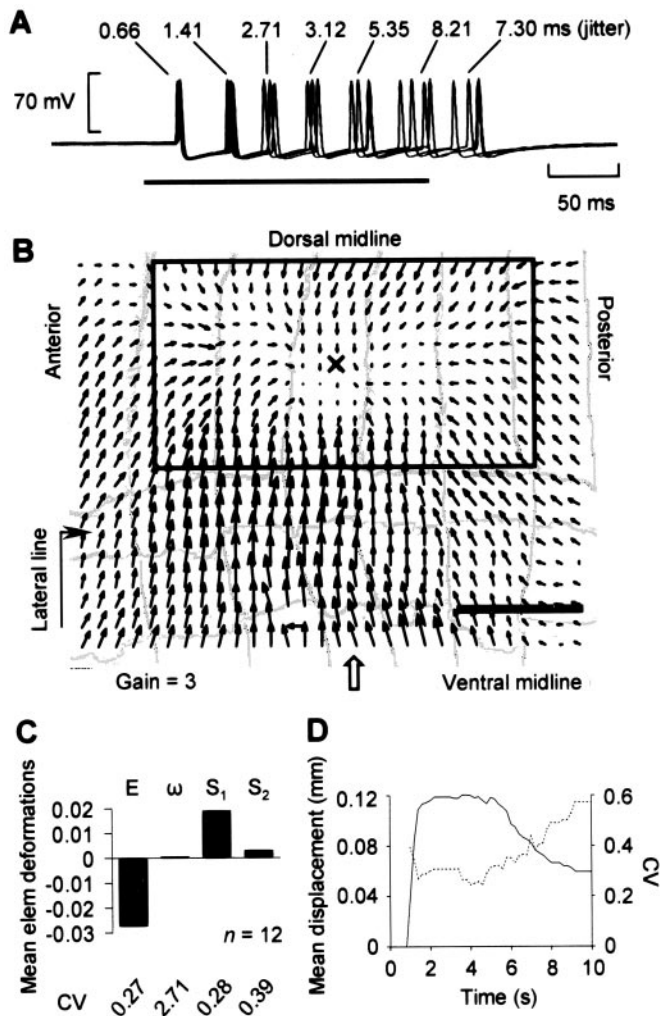 A
0.66 1.41 2.71 3.12 5.35 8.21 7.30 ms (jitter)
70 mV
50 ms
B
Dorsal midline
Anterior
Posterior
Lateral line
Gain = 3
Ventral midline
C
E ω S1 S2
Mean elem deformations
0.02
0.01
0
-0.01
-0.02
-0.03
n = 12
CV
0.27 2.71 0.28 0.39
D
Mean displacement (mm)
0.12
0.08
0.04
0
0.6
0.4
0.2
0
CV
2 4 6 8 10
Time (s)